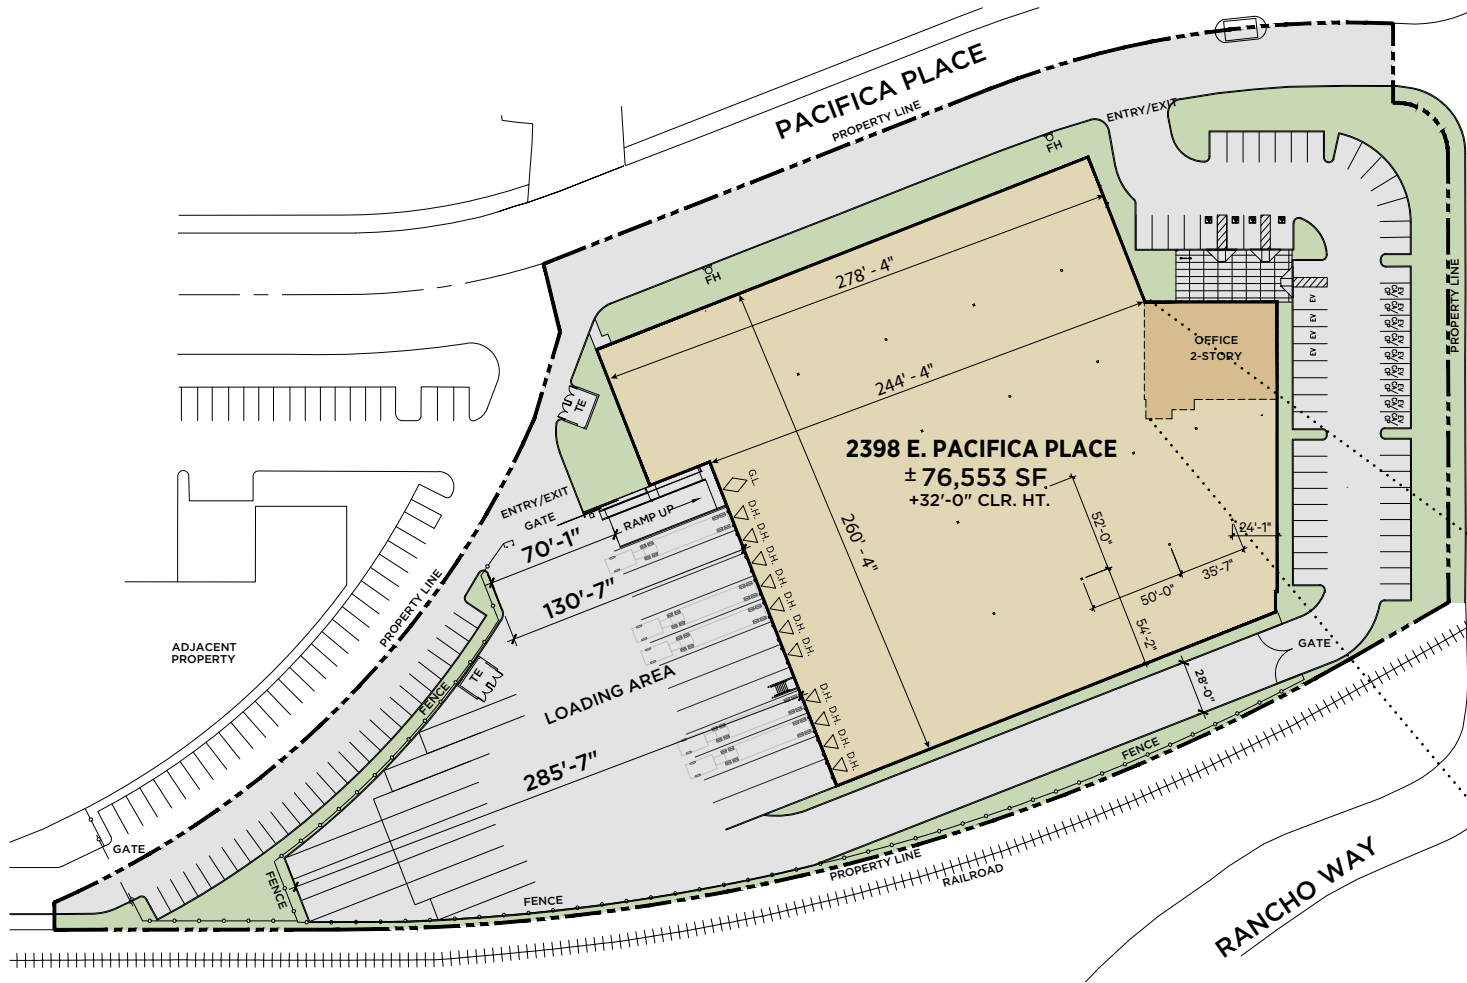 PACIFICA PLACE
PROPERTY LINE
ENTRY/EXIT
FH
FH
278' - 4"
244' - 4"
OFFICE
2-STORY
EV
EV
EV
EV
PROPERTY LINE
2398 E. PACIFICA PLACE
± 76,553 SF
+32'-0" CLR. HT.
TE
ENTRY/EXIT
GATE
RAMP UP
G.L.
D.H.
D.H.
D.H.
D.H.
D.H.
D.H.
D.H.
D.H.
D.H.
D.H.
D.H.
70'-1"
130'-7"
260' - 4"
52'-0"
24'-1"
35'-7"
50'-0"
54'-2"
28'-0"
GATE
PROPERTY LINE
ADJACENT
PROPERTY
TE
FENCE
LOADING AREA
285'-7"
FENCE
GATE
FENCE
FENCE
PROPERTY LINE
RAILROAD
RANCHO WAY